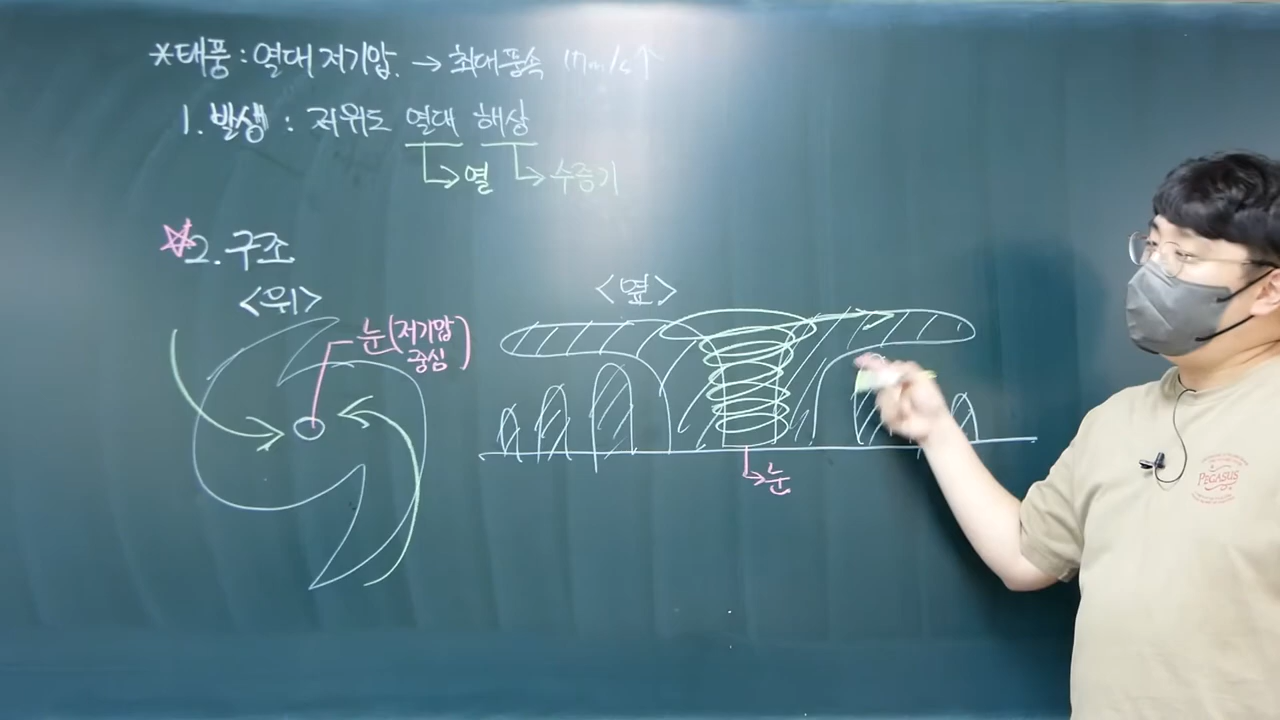 *태풍 : 열대 저기압. → 최대풍속 17m/s↑
1. 발생 : 저위도 열대 해상
↳열 ↳수증기
☆2. 구조
<위>
<옆>
눈(저기압 중심)
↳눈
PEGASUS